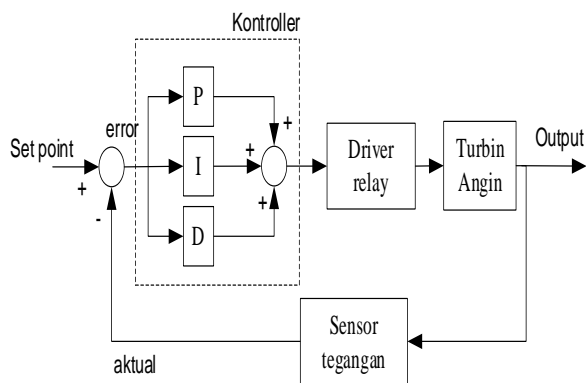 Kontroller
Set point
+
-
error
P
I
D
+
+
+
Driver
relay
Turbin
Angin
Output
Sensor
tegangan
aktual